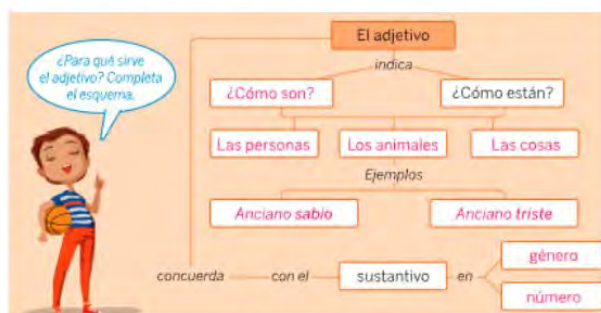 ¿Para qué sirve
el adjetivo? Completa
el esquema.
El adjetivo
indica
¿Cómo son?
¿Cómo están?
Las personas
Los animales
Las cosas
Ejemplos
Anciano sabio
Anciano triste
concuerda
con el
sustantivo
en
género
número